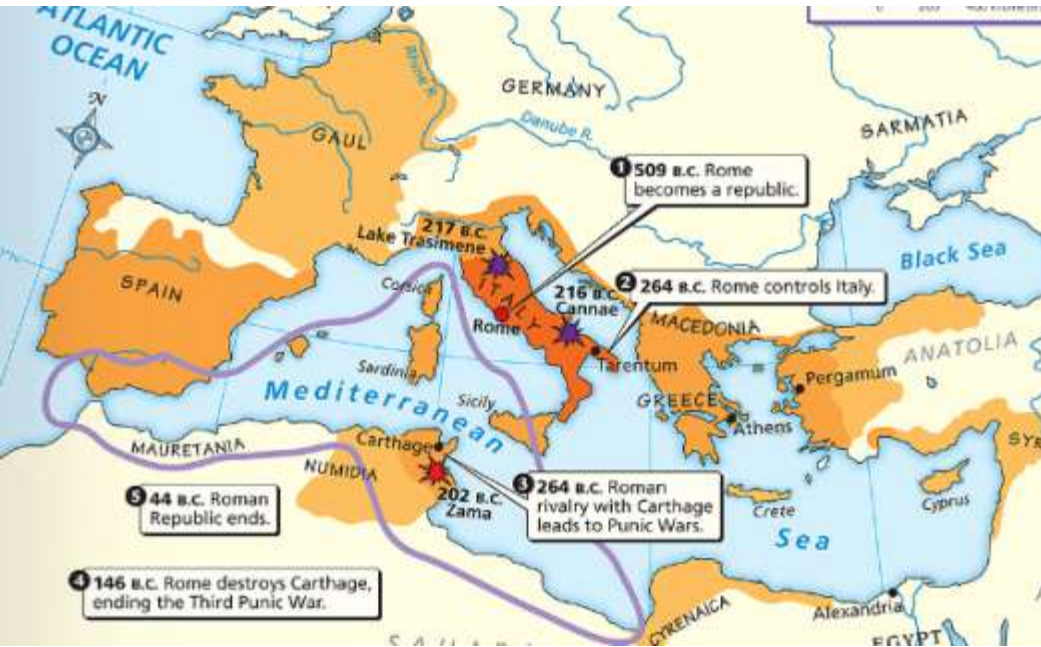 ATLANTIC
OCEAN
N
Rhine R.
GERMANY
Danube R.
SARMATIA
GAUL
1 509 B.C. Rome
becomes a republic.
217 B.C.
Lake Trasimene
Black Sea
SPAIN
Corsica
ITALY
216 B.C.
Cannae
2 264 B.C. Rome controls Italy.
Rome
MACEDONIA
ANATOLIA
Tarentum
Sardinia
Pergamum
Mediterranean
Sicily
GREECE
Athens
Carthage
MAURETANIA
NUMIDIA
5 44 B.C. Roman
Republic ends.
202 B.C.
Zama
3 264 B.C. Roman
rivalry with Carthage
leads to Punic Wars.
Crete
Cyprus
Sea
4 146 B.C. Rome destroys Carthage,
ending the Third Punic War.
CYRENAICA
Alexandria
EGYPT